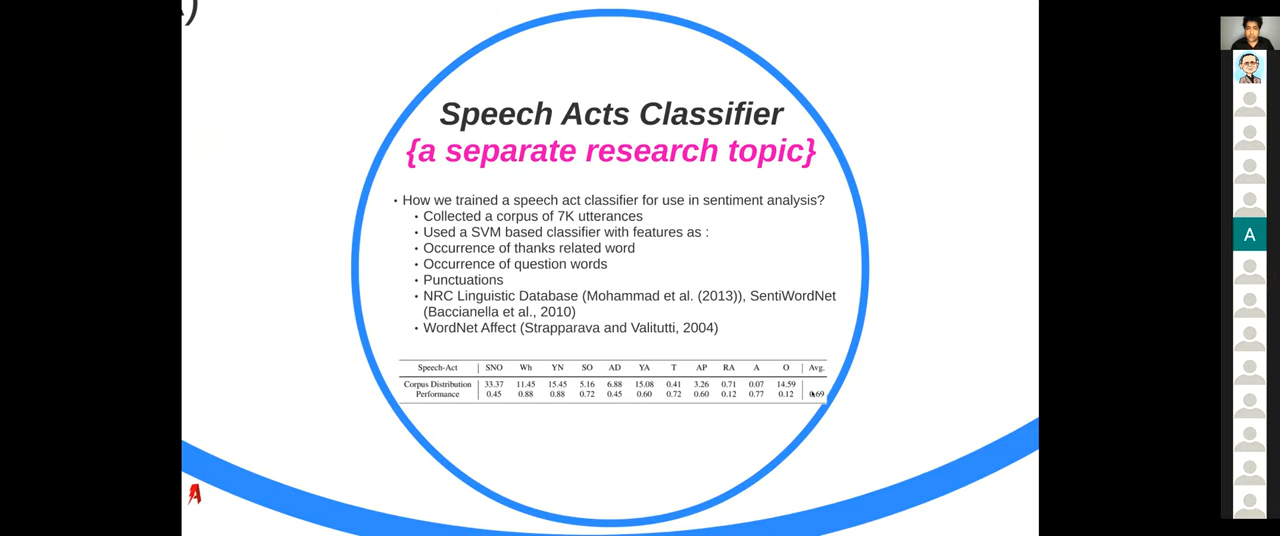 Speech Acts Classifier
{a separate research topic}
• How we trained a speech act classifier for use in sentiment analysis?
• Collected a corpus of 7K utterances
• Used a SVM based classifier with features as :
• Occurrence of thanks related word
• Occurrence of question words
• Punctuations
• NRC Linguistic Database (Mohammad et al. (2013)), SentiWordNet
(Baccianella et al., 2010)
• WordNet Affect (Strapparava and Valitutti, 2004)
Speech-Act SNO Wh YN SO AD YA T AP RA A O Avg.
Corpus Distribution 33.37 11.45 15.45 5.16 6.88 15.08 0.41 3.26 0.71 0.07 14.59
Performance 0.45 0.88 0.88 0.72 0.45 0.60 0.72 0.60 0.12 0.77 0.12 0.69
A
A